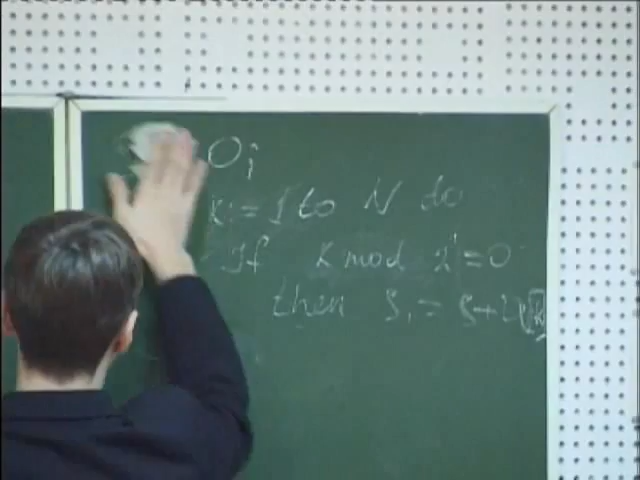 0;
K:=1 to N do
If K mod 2=0
then S:=S+